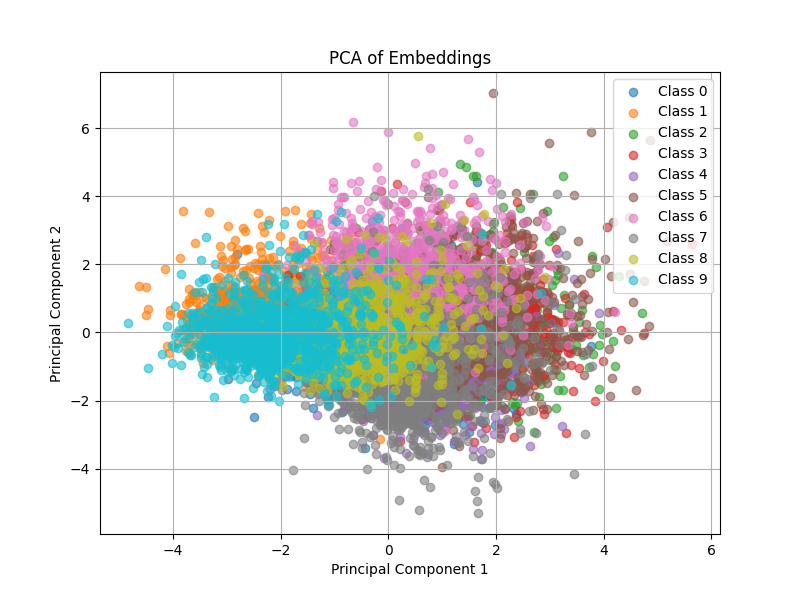 PCA of Embeddings
Class 0
Class 1
Class 2
Class 3
Class 4
Class 5
Class 6
Class 7
Class 8
Class 9
6
4
2
0
−2
−4
Principal Component 2
−4 −2 0 2 4 6
Principal Component 1